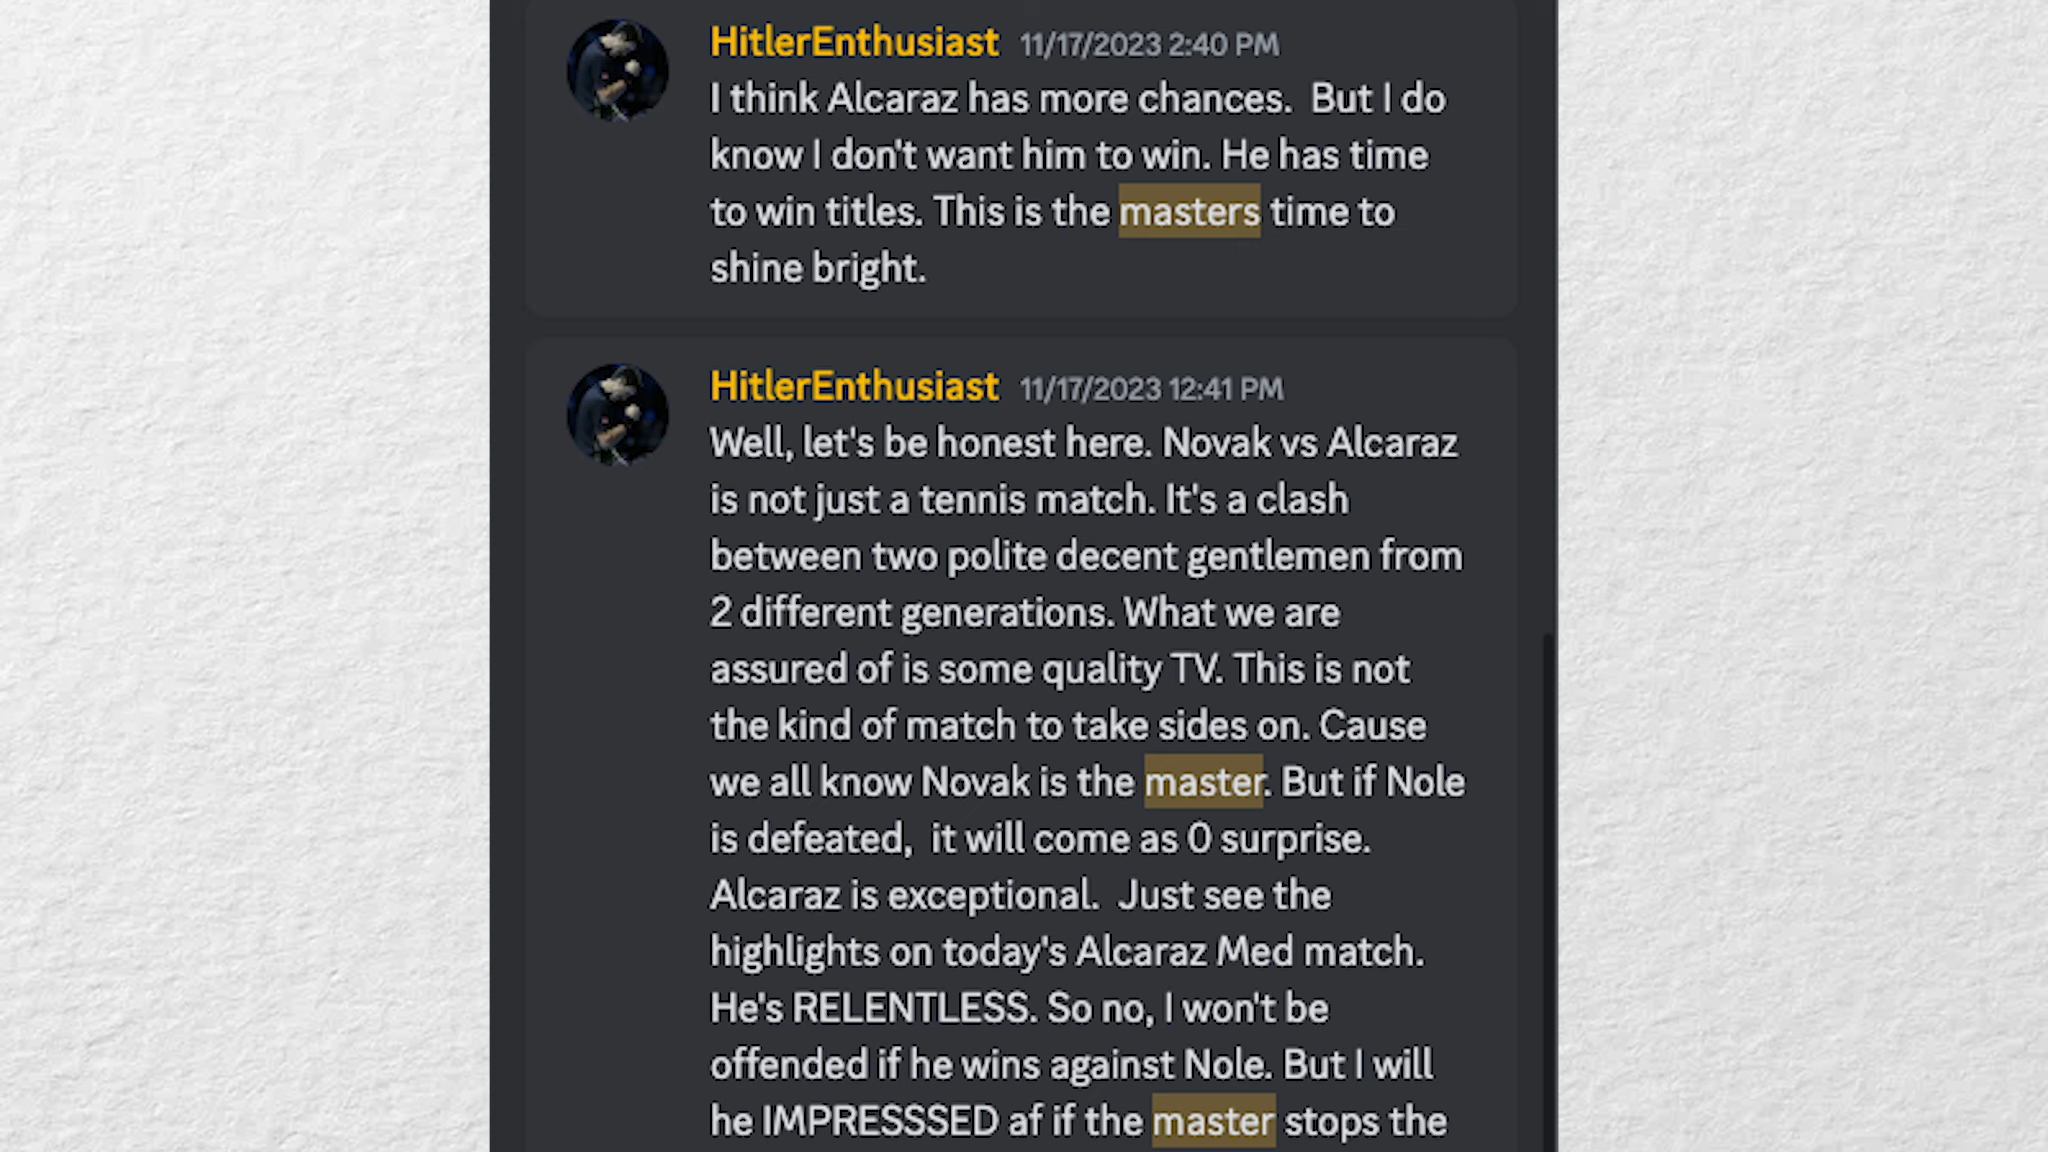 HitlerEnthusiast 11/17/2023 2:40 PM
I think Alcaraz has more chances.  But I do
know I don't want him to win. He has time
to win titles. This is the masters time to
shine bright.
HitlerEnthusiast 11/17/2023 12:41 PM
Well, let's be honest here. Novak vs Alcaraz
is not just a tennis match. It's a clash
between two polite decent gentlemen from
2 different generations. What we are
assured of is some quality TV. This is not
the kind of match to take sides on. Cause
we all know Novak is the master. But if Nole
is defeated,  it will come as 0 surprise.
Alcaraz is exceptional.  Just see the
highlights on today's Alcaraz Med match.
He's RELENTLESS. So no, I won't be
offended if he wins against Nole. But I will
he IMPRESSSED af if the master stops the